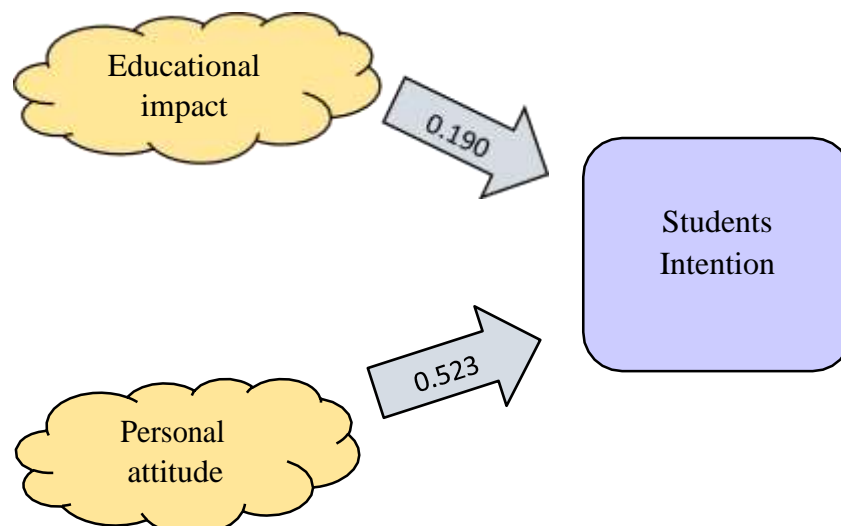 Educational
impact
0.190
Students
Intention
0.523
Personal
attitude